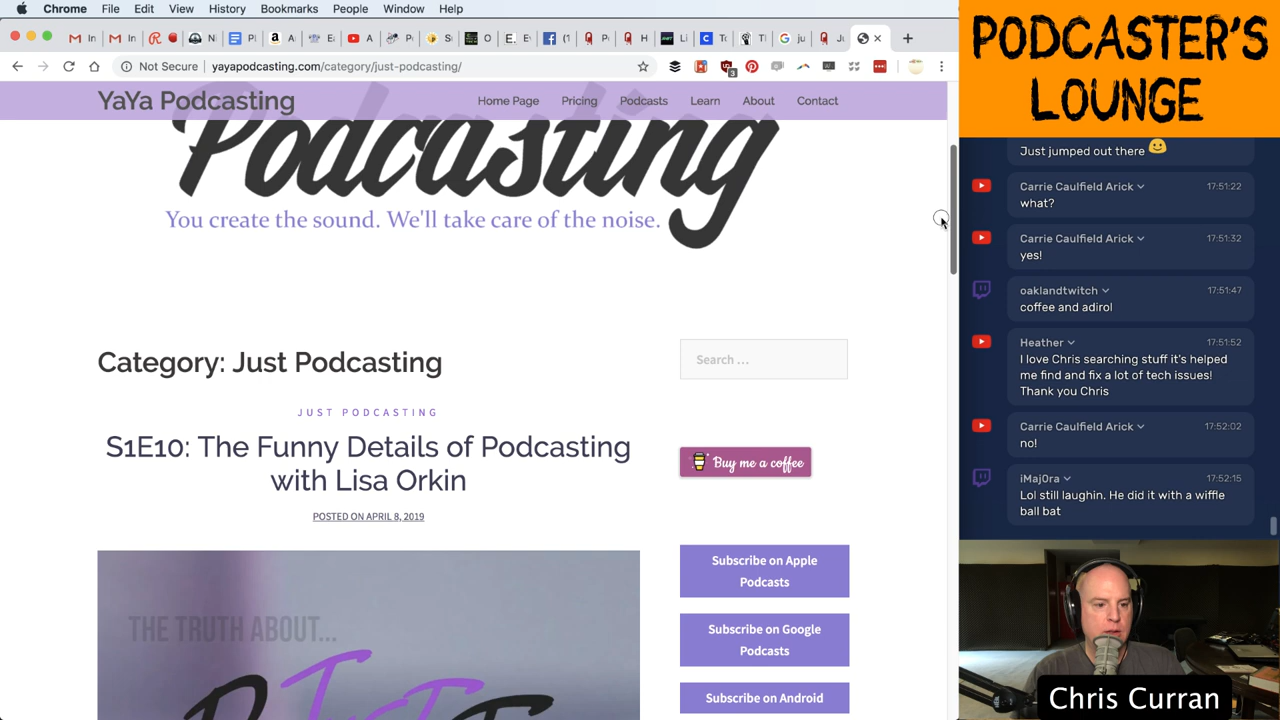 Chrome File Edit View History Bookmarks People Window Help
Not Secure yayapodcasting.com/category/just-podcasting/
3
YaYa Podcasting
Home Page Pricing Podcasts Learn About Contact
Podcasting
You create the sound. We'll take care of the noise.
Category: Just Podcasting
Search …
JUST PODCASTING
S1E10: The Funny Details of Podcasting
with Lisa Orkin
POSTED ON APRIL 8, 2019
Buy me a coffee
Subscribe on Apple
Podcasts
Subscribe on Google
Podcasts
Subscribe on Android
THE TRUTH ABOUT...
PODCASTER'S
LOUNGE
Just jumped out there
Carrie Caulfield Arick 17:51:22
what?
Carrie Caulfield Arick 17:51:32
yes!
oaklandtwitch 17:51:47
coffee and adirol
Heather 17:51:52
I love Chris searching stuff it's helped
me find and fix a lot of tech issues!
Thank you Chris
Carrie Caulfield Arick 17:52:02
no!
iMaj0ra 17:52:15
Lol still laughin. He did it with a wiffle
ball bat
Chris Curran